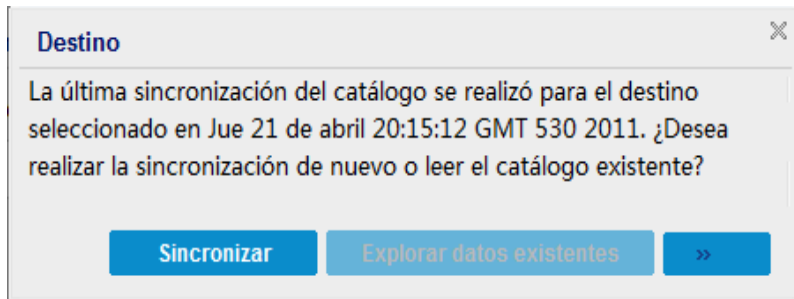 Destino
La última sincronización del catálogo se realizó para el destino
seleccionado en Jue 21 de abril 20:15:12 GMT 530 2011. ¿Desea
realizar la sincronización de nuevo o leer el catálogo existente?
Sincronizar Explorar datos existentes »